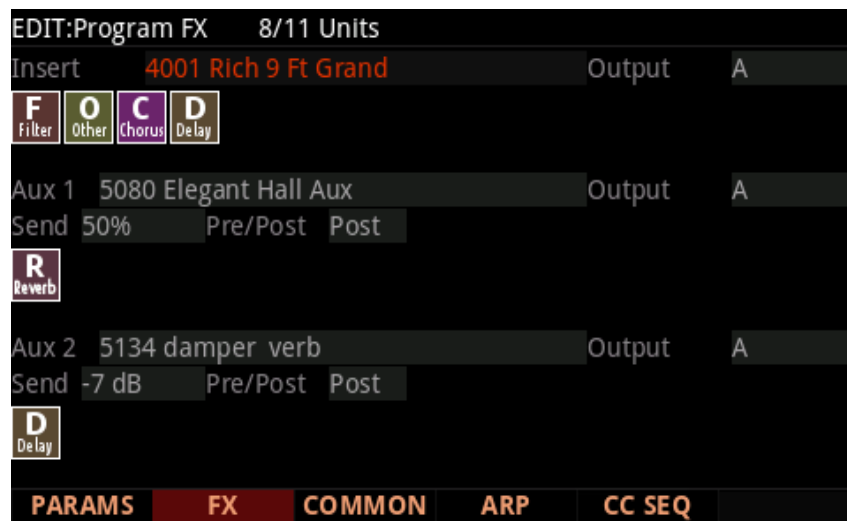 EDIT:Program FX 8/11 Units
Insert 4001 Rich 9 Ft Grand Output A
F O C D
Filter Other Chorus Delay
Aux 1 5080 Elegant Hall Aux Output A
Send 50% Pre/Post Post
R
Reverb
Aux 2 5134 damper verb Output A
Send -7 dB Pre/Post Post
D
Delay
PARAMS FX COMMON ARP CC SEQ